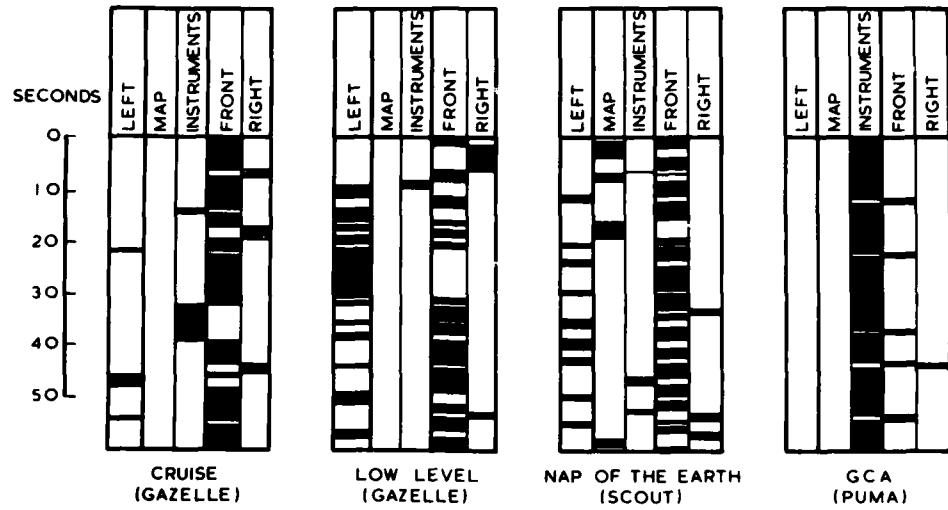 SECONDS
LEFT
MAP
INSTRUMENTS
FRONT
RIGHT
LEFT
MAP
INSTRUMENTS
FRONT
RIGHT
LEFT
MAP
INSTRUMENTS
FRONT
RIGHT
LEFT
MAP
INSTRUMENTS
FRONT
RIGHT
0
10
20
30
40
50
CRUISE
(GAZELLE)
LOW LEVEL
(GAZELLE)
NAP OF THE EARTH
(SCOUT)
GCA
(PUMA)